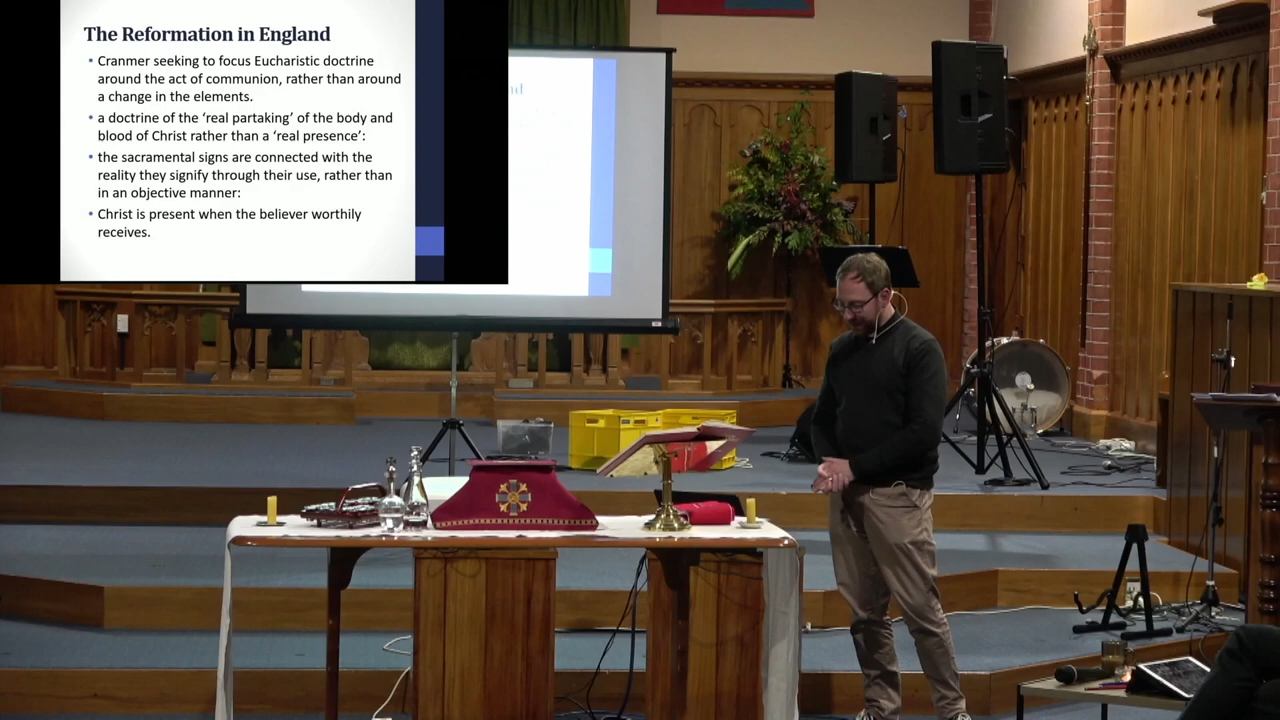 The Reformation in England
• Cranmer seeking to focus Eucharistic doctrine
around the act of communion, rather than around
a change in the elements.
• a doctrine of the ‘real partaking’ of the body and
blood of Christ rather than a ‘real presence’:
• the sacramental signs are connected with the
reality they signify through their use, rather than
in an objective manner:
• Christ is present when the believer worthily
receives.
nd